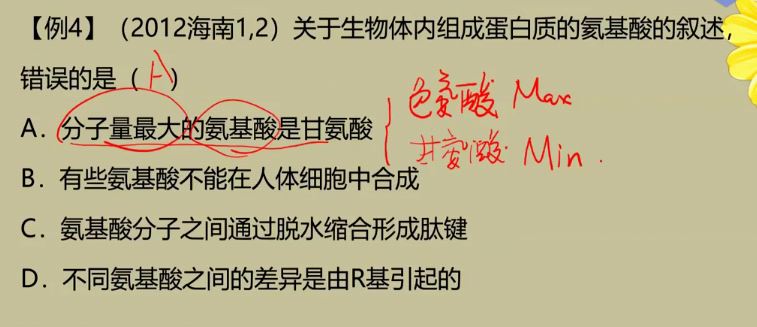 【例4】（2012海南1,2）关于生物体内组成蛋白质的氨基酸的叙述，
错误的是（A）
A．分子量最大的氨基酸是甘氨酸
色氨酸 Max
甘氨酸 Min.
B．有些氨基酸不能在人体细胞中合成
C．氨基酸分子之间通过脱水缩合形成肽键
D．不同氨基酸之间的差异是由R基引起的